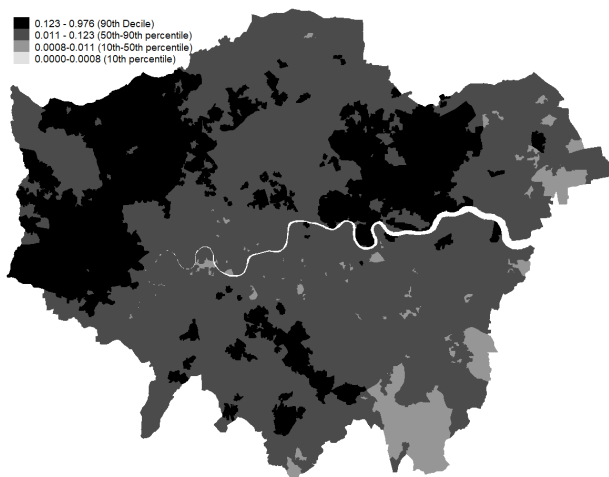 0.123 - 0.976 (90th Decile)
0.011 - 0.123 (50th-90th percentile)
0.0008-0.011 (10th-50th percentile)
0.0000-0.0008 (10th percentile)